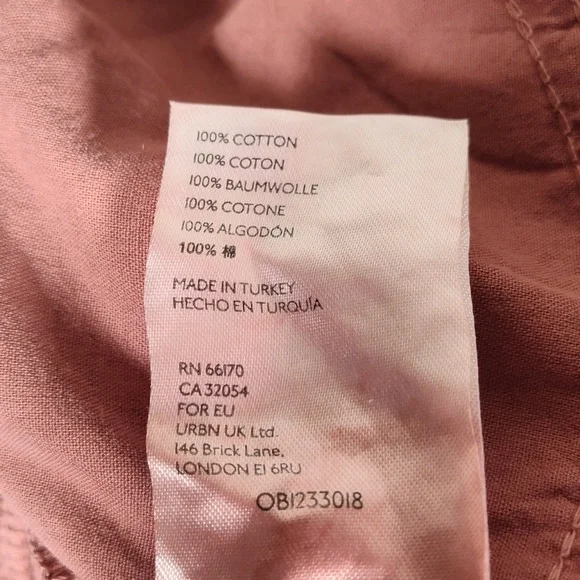 100% COTTON
100% COTON
100% BAUMWOLLE
100% COTONE
100% ALGODÓN
100% 棉
MADE IN TURKEY
HECHO EN TURQUÍA
RN 66170
CA 32054
FOR EU
URBN UK Ltd.
146 Brick Lane,
LONDON E1 6RU
OB1233018